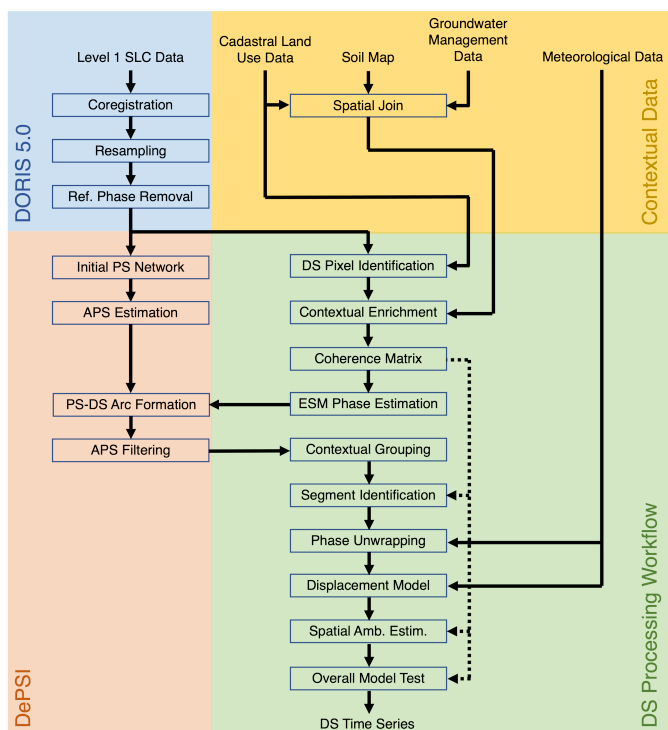 Level 1 SLC Data
Cadastral Land
Use Data
Soil Map
Groundwater
Management
Data
Meteorological Data
Coregistration
Spatial Join
Resampling
Ref. Phase Removal
DORIS 5.0
Contextual Data
Initial PS Network
DS Pixel Identification
APS Estimation
Contextual Enrichment
Coherence Matrix
PS-DS Arc Formation
ESM Phase Estimation
APS Filtering
Contextual Grouping
Segment Identification
Phase Unwrapping
Displacement Model
Spatial Amb. Estim.
Overall Model Test
DS Time Series
DePSI
DS Processing Workflow